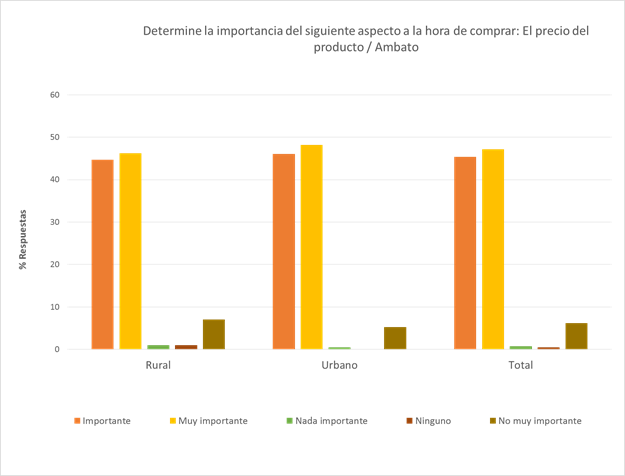 Determine la importancia del siguiente aspecto a la hora de comprar: El precio del
producto / Ambato
% Respuestas
60
50
40
30
20
10
0
Rural Urbano Total
Importante Muy importante Nada importante Ninguno No muy importante